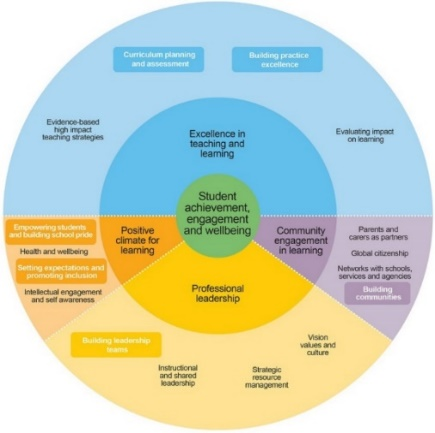 Curriculum planning
and assessment
Building practice
excellence
Evidence-based
high impact
teaching strategies
Excellence in
teaching and
learning
Evaluating impact
on learning
Student
achievement,
engagement
and wellbeing
Empowering students
and building school pride
Health and wellbeing
Setting expectations and
promoting inclusion
Intellectual engagement
and self awareness
Positive
climate for
learning
Community
engagement
in learning
Parents and
carers as partners
Global citizenship
Networks with schools,
services and agencies
Building
communities
Professional
leadership
Building leadership
teams
Instructional
and shared
leadership
Strategic
resource
management
Vision
values and
culture